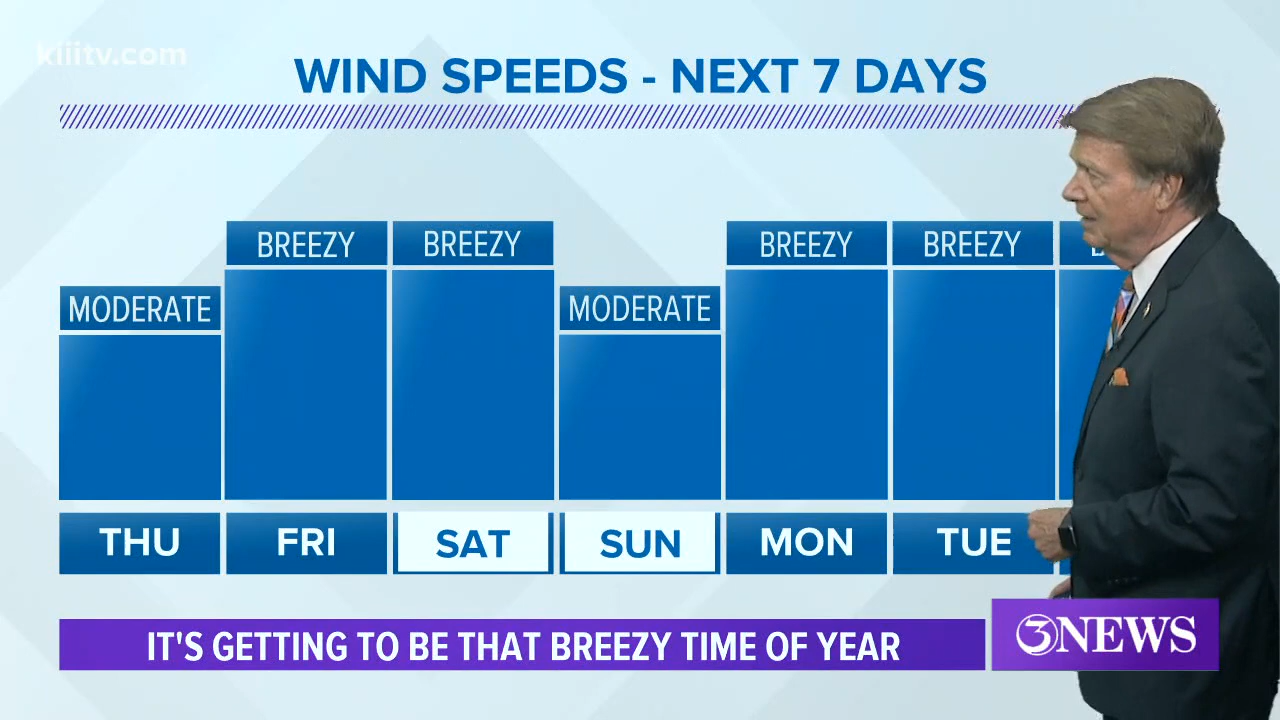 kiiitv.com
WIND SPEEDS - NEXT 7 DAYS
BREEZY BREEZY BREEZY BREEZY
MODERATE MODERATE
THU FRI SAT SUN MON TUE
IT'S GETTING TO BE THAT BREEZY TIME OF YEAR
3NEWS